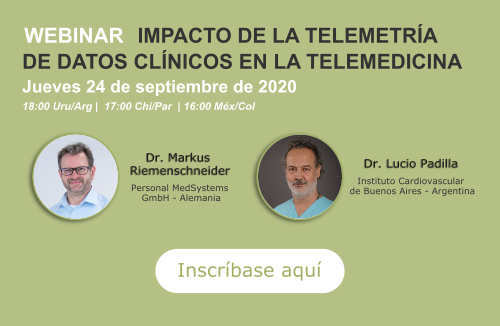 WEBINAR IMPACTO DE LA TELEMETRÍA
DE DATOS CLÍNICOS EN LA TELEMEDICINA
Jueves 24 de septiembre de 2020
18:00 Uru/Arg | 17:00 Chi/Par | 16:00 Méx/Col
Dr. Markus
Riemenschneider
Personal MedSystems
GmbH - Alemania
Dr. Lucio Padilla
Instituto Cardiovascular
de Buenos Aires - Argentina
Inscríbase aquí